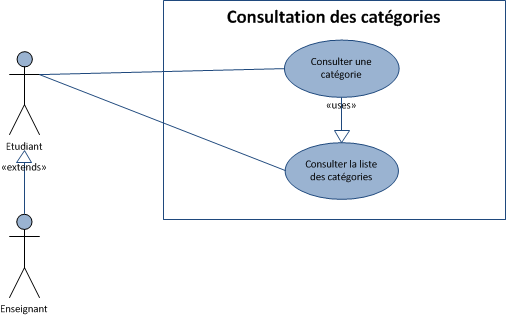 Consultation des catégories
Consulter une
catégorie
«uses»
Etudiant
«extends»
Consulter la liste
des catégories
Enseignant